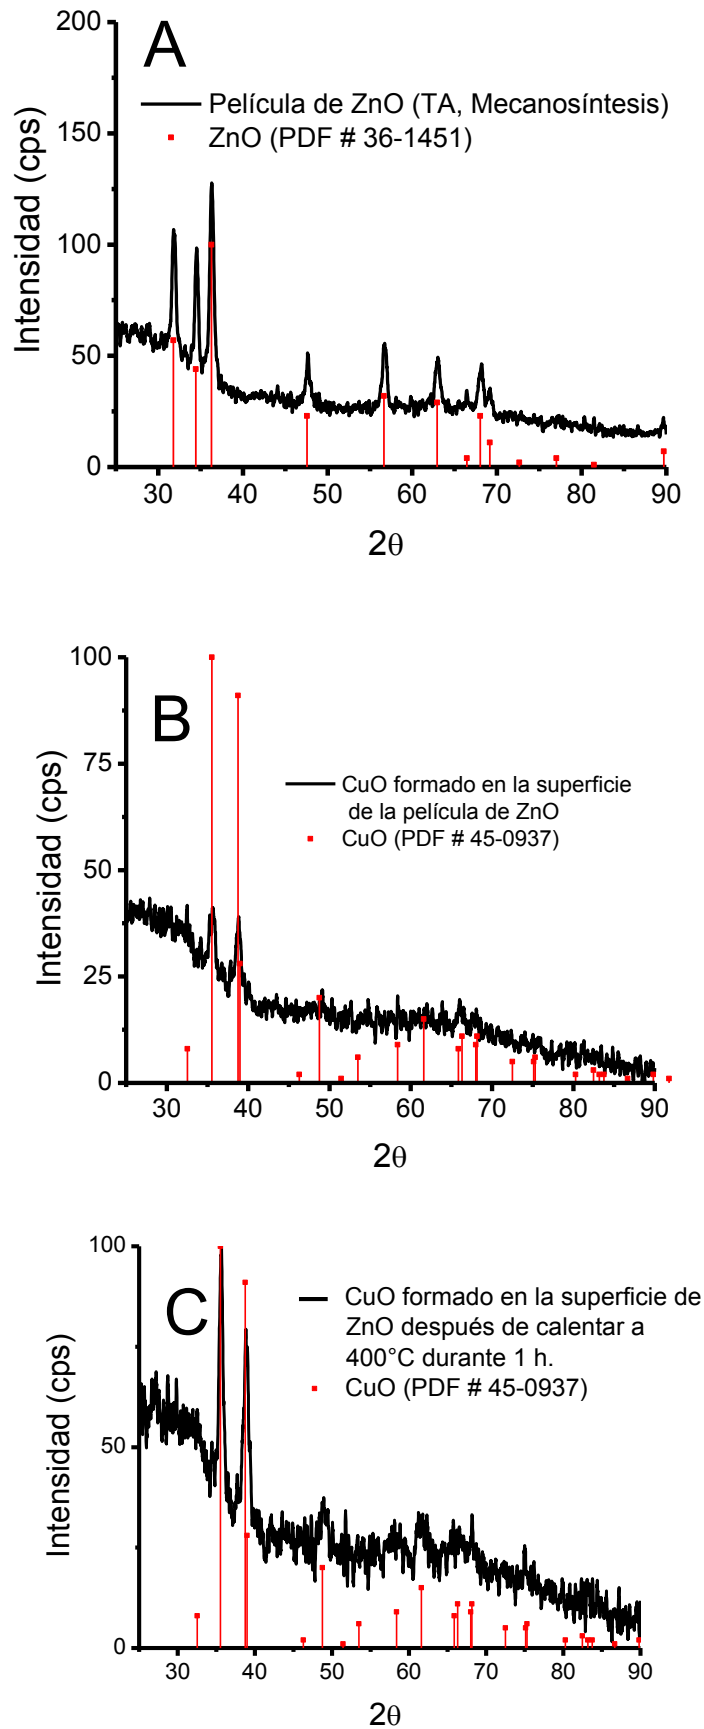 A
Película de ZnO (TA, Mecanosíntesis)
ZnO (PDF # 36-1451)
Intensidad (cps)
200
150
100
50
0
30 40 50 60 70 80 90
2θ
B
CuO formado en la superficie
de la película de ZnO
CuO (PDF # 45-0937)
Intensidad (cps)
100
75
50
25
0
30 40 50 60 70 80 90
2θ
C
CuO formado en la superficie de
ZnO después de calentar a
400°C durante 1 h.
CuO (PDF # 45-0937)
Intensidad (cps)
100
50
0
30 40 50 60 70 80 90
2θ